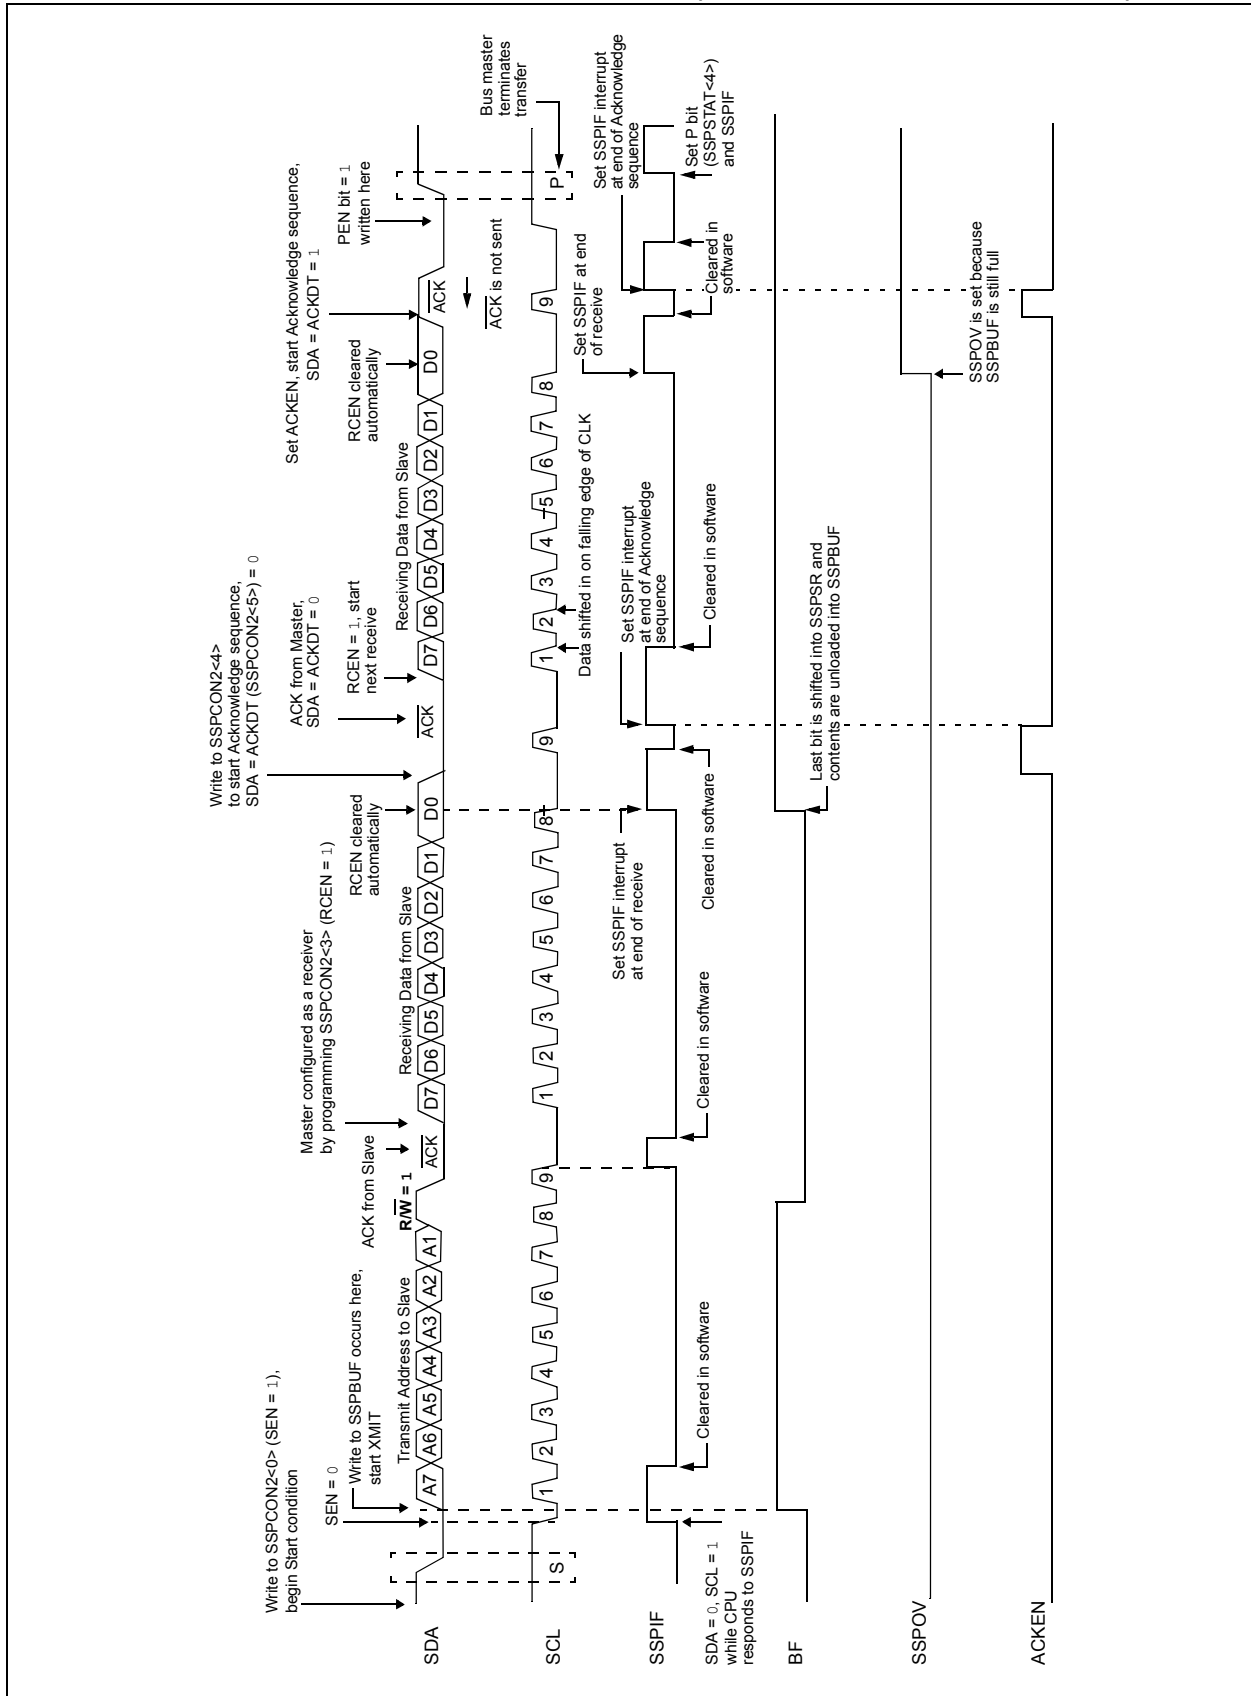 Write to SSPCON2<0> (SEN = 1),
begin Start condition
SEN = 0
Write to SSPBUF occurs here,
start XMIT
Transmit Address to Slave
R/W = 1
ACK from Slave
Master configured as a receiver
by programming SSPCON2<3> (RCEN = 1)
Receiving Data from Slave
RCEN cleared
automatically
Write to SSPCON2<4>
to start Acknowledge sequence,
SDA = ACKDT (SSPCON2<5>) = 0
ACK from Master,
SDA = ACKDT = 0
RCEN = 1, start
next receive
Receiving Data from Slave
RCEN cleared
automatically
Set ACKEN, start Acknowledge sequence,
SDA = ACKDT = 1
PEN bit = 1
written here
SDA
A7 A6 A5 A4 A3 A2 A1 ACK D7 D6 D5 D4 D3 D2 D1 D0 ACK D7 D6 D5 D4 D3 D2 D1 D0 ACK
ACK is not sent
Bus master
terminates
transfer
SCL
S 1 2 3 4 5 6 7 8 9 1 2 3 4 5 6 7 8 9 1 2 3 4 5 6 7 8 9 P
Data shifted in on falling edge of CLK
Set SSPIF interrupt
at end of receive
Set SSPIF interrupt
at end of Acknowledge
sequence
Set SSPIF at end
of receive
Set SSPIF interrupt
at end of Acknowledge
sequence
SSPIF
SDA = 0, SCL = 1
while CPU
responds to SSPIF
Cleared in software
Cleared in software
Cleared in software
Cleared in software
Cleared in
software
Set P bit
(SSPSTAT<4>)
and SSPIF
BF
Last bit is shifted into SSPSR and
contents are unloaded into SSPBUF
SSPOV
SSPOV is set because
SSPBUF is still full
ACKEN